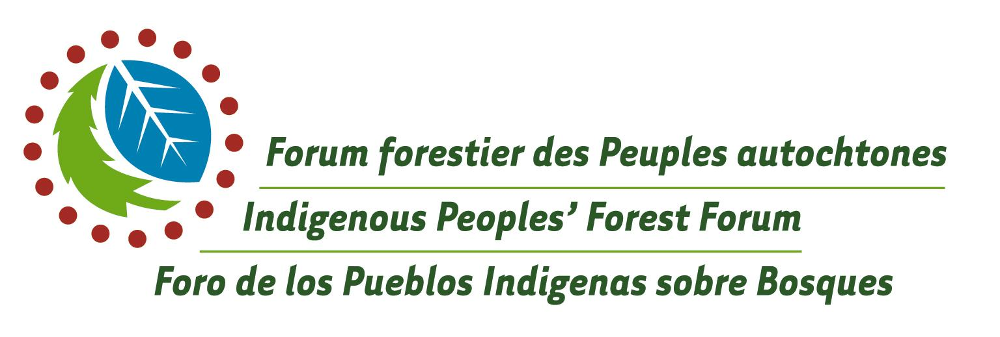 Forum forestier des Peuples autochtones
Indigenous Peoples’ Forest Forum
Foro de los Pueblos Indigenas sobre Bosques